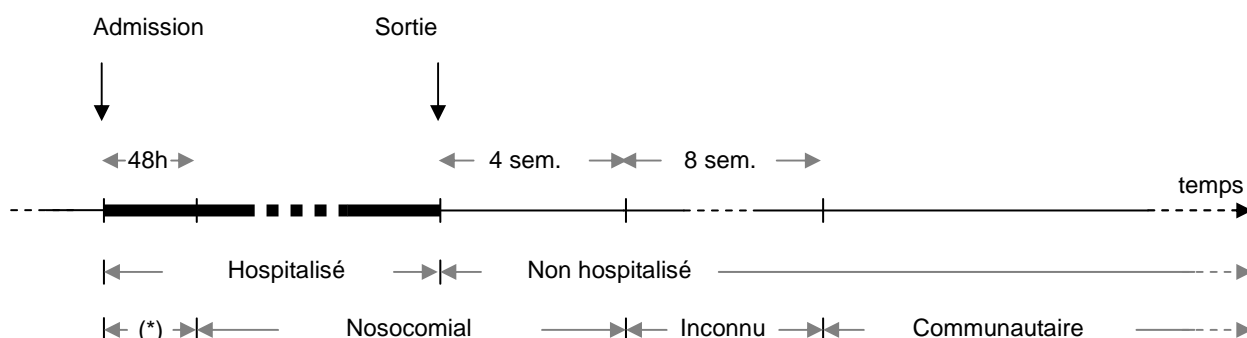 Admission Sortie
48h 4 sem. 8 sem.
temps
Hospitalisé Non hospitalisé
(*) Nosocomial Inconnu Communautaire